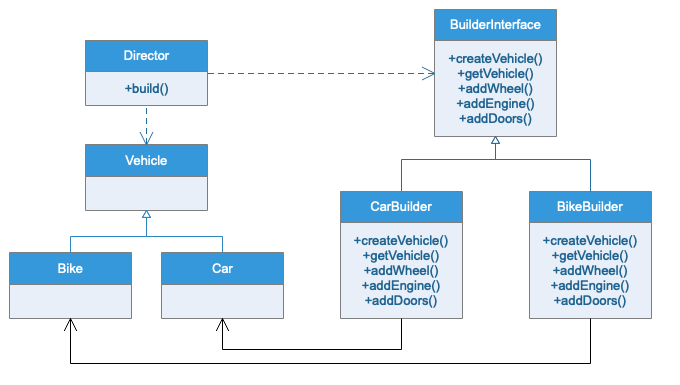 BuilderInterface
+createVehicle()
+getVehicle()
+addWheel()
+addEngine()
+addDoors()
Director
+build()
Vehicle
Bike
Car
CarBuilder
+createVehicle()
+getVehicle()
+addWheel()
+addEngine()
+addDoors()
BikeBuilder
+createVehicle()
+getVehicle()
+addWheel()
+addEngine()
+addDoors()